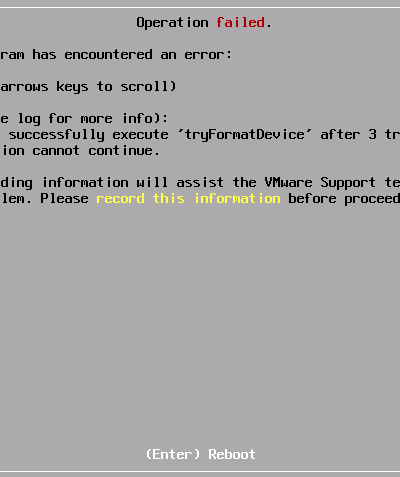 Operation failed.
ram has encountered an error:
arrows keys to scroll)
e log for more info):
successfully execute 'tryFormatDevice' after 3 tr
ion cannot continue.
ding information will assist the VMware Support te
lem. Please record this information before proceed
(Enter) Reboot